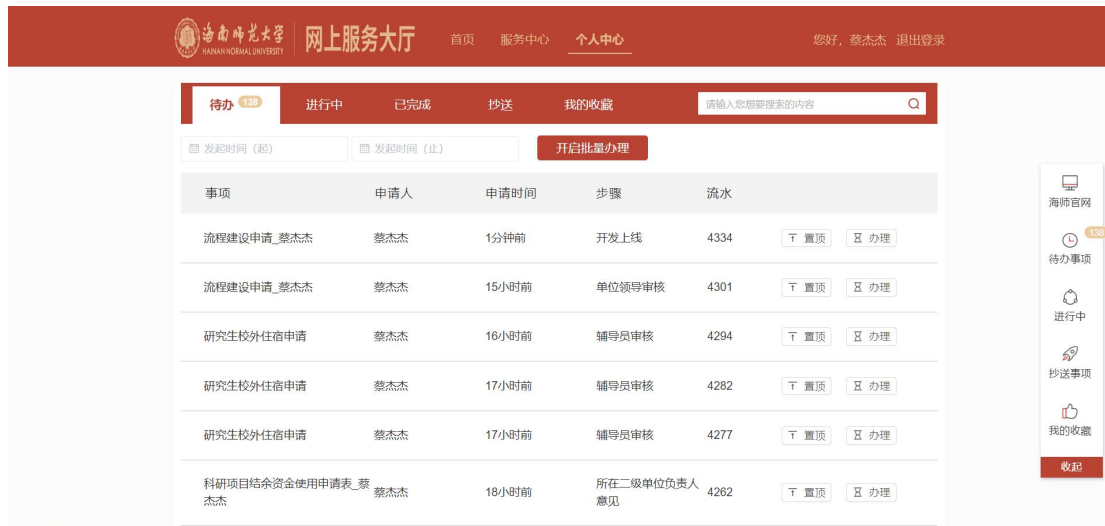 海南师范大学
HAINAN NORMAL UNIVERSITY
网上服务大厅
首页 服务中心 个人中心
您好，蔡杰杰 退出登录
待办 138 进行中 已完成 抄送 我的收藏 请输入您想要搜索的内容
发起时间（起） 发起时间（止） 开启批量办理
事项 申请人 申请时间 步骤 流水
流程建设申请_蔡杰杰 蔡杰杰 1分钟前 开发上线 4334 置顶 办理
流程建设申请_蔡杰杰 蔡杰杰 15小时前 单位领导审核 4301 置顶 办理
研究生校外住宿申请 蔡杰杰 16小时前 辅导员审核 4294 置顶 办理
研究生校外住宿申请 蔡杰杰 17小时前 辅导员审核 4282 置顶 办理
研究生校外住宿申请 蔡杰杰 17小时前 辅导员审核 4277 置顶 办理
科研项目结余资金使用申请表_蔡
杰杰 蔡杰杰 18小时前 所在二级单位负责人
意见 4262 置顶 办理
海师官网
138
待办事项
进行中
抄送事项
我的收藏
收起